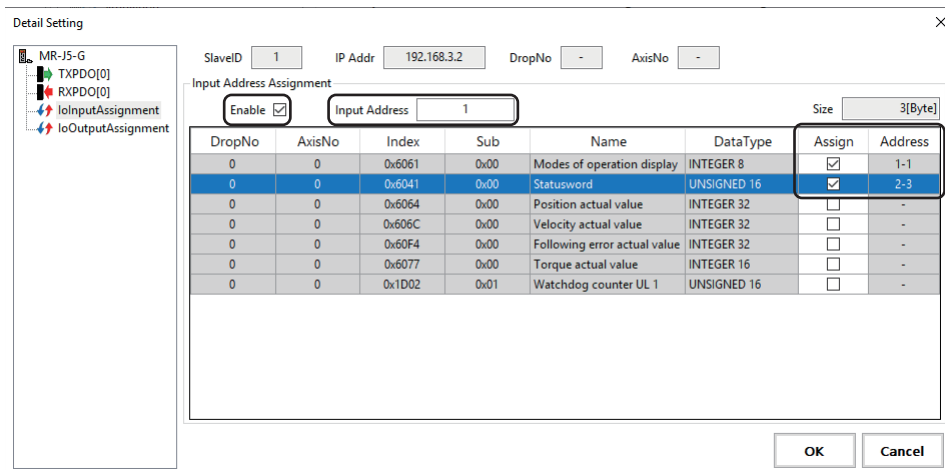 Detail Setting
MR-J5-G
TXPDO[0]
RXPDO[0]
IoInputAssignment
IoOutputAssignment
SlaveID 1 IP Addr 192.168.3.2 DropNo - AxisNo -
Input Address Assignment
Enable Input Address 1 Size 3[Byte]
DropNo AxisNo Index Sub Name DataType Assign Address
0 0 0x6061 0x00 Modes of operation display INTEGER 8 1-1
0 0 0x6041 0x00 Statusword UNSIGNED 16 2-3
0 0 0x6064 0x00 Position actual value INTEGER 32 -
0 0 0x606C 0x00 Velocity actual value INTEGER 32 -
0 0 0x60F4 0x00 Following error actual value INTEGER 32 -
0 0 0x6077 0x00 Torque actual value INTEGER 16 -
0 0 0x1D02 0x01 Watchdog counter UL 1 UNSIGNED 16 -
OK Cancel